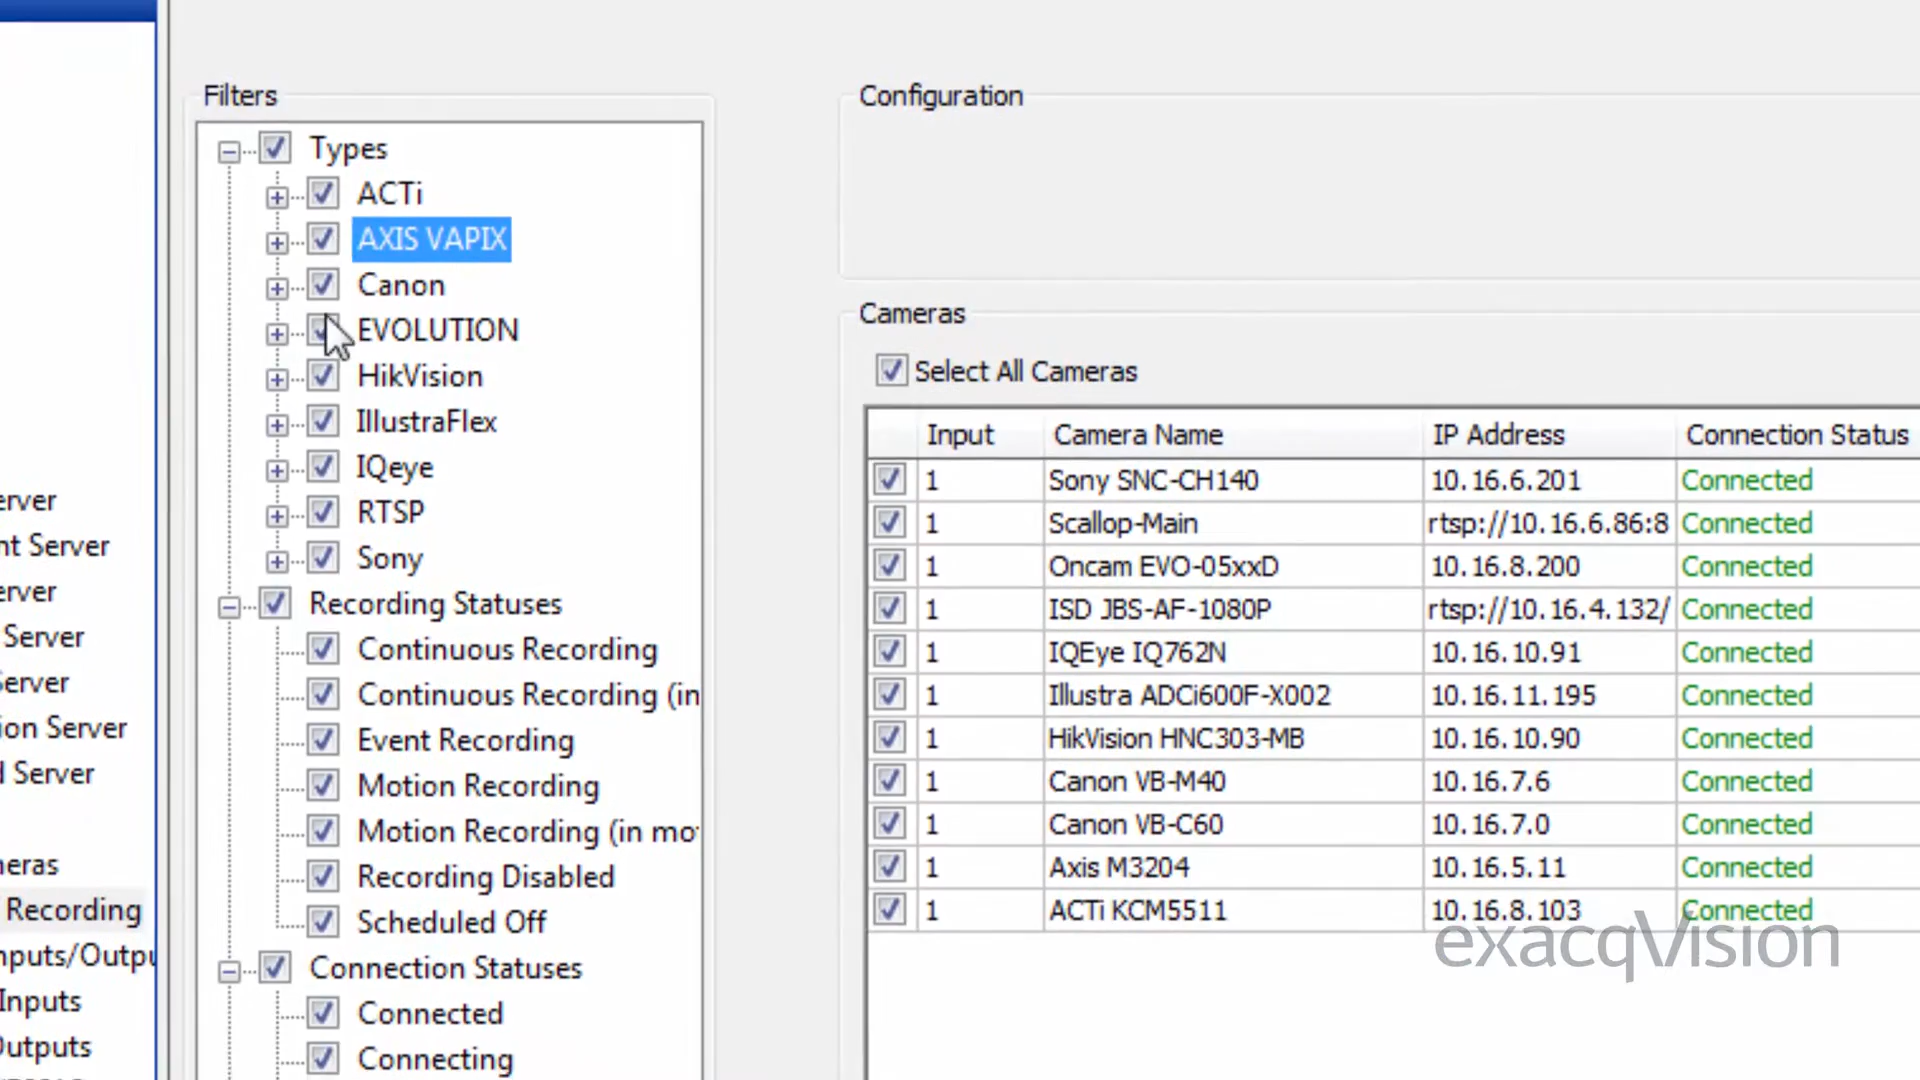 erver
nt Server
erver
Server
Server
ion Server
d Server
neras
Recording
nputs/Outpu
Inputs
Outputs
Filters
Types
ACTi
AXIS VAPIX
Canon
EVOLUTION
HikVision
IllustraFlex
IQeye
RTSP
Sony
Recording Statuses
Continuous Recording
Continuous Recording (in
Event Recording
Motion Recording
Motion Recording (in mo
Recording Disabled
Scheduled Off
Connection Statuses
Connected
Connecting
Configuration
Cameras
Select All Cameras
Input Camera Name IP Address Connection Status
1 Sony SNC-CH140 10.16.6.201 Connected
1 Scallop-Main rtsp://10.16.6.86:8 Connected
1 Oncam EVO-05xxD 10.16.8.200 Connected
1 ISD JBS-AF-1080P rtsp://10.16.4.132/ Connected
1 IQEye IQ762N 10.16.10.91 Connected
1 Illustra ADCi600F-X002 10.16.11.195 Connected
1 HikVision HNC303-MB 10.16.10.90 Connected
1 Canon VB-M40 10.16.7.6 Connected
1 Canon VB-C60 10.16.7.0 Connected
1 Axis M3204 10.16.5.11 Connected
1 ACTi KCM5511 10.16.8.103 Connected
exacqVision